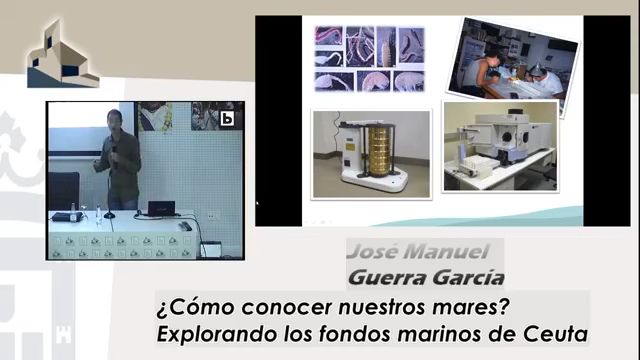 b
José Manuel
Guerra García
¿Cómo conocer nuestros mares?
Explorando los fondos marinos de Ceuta